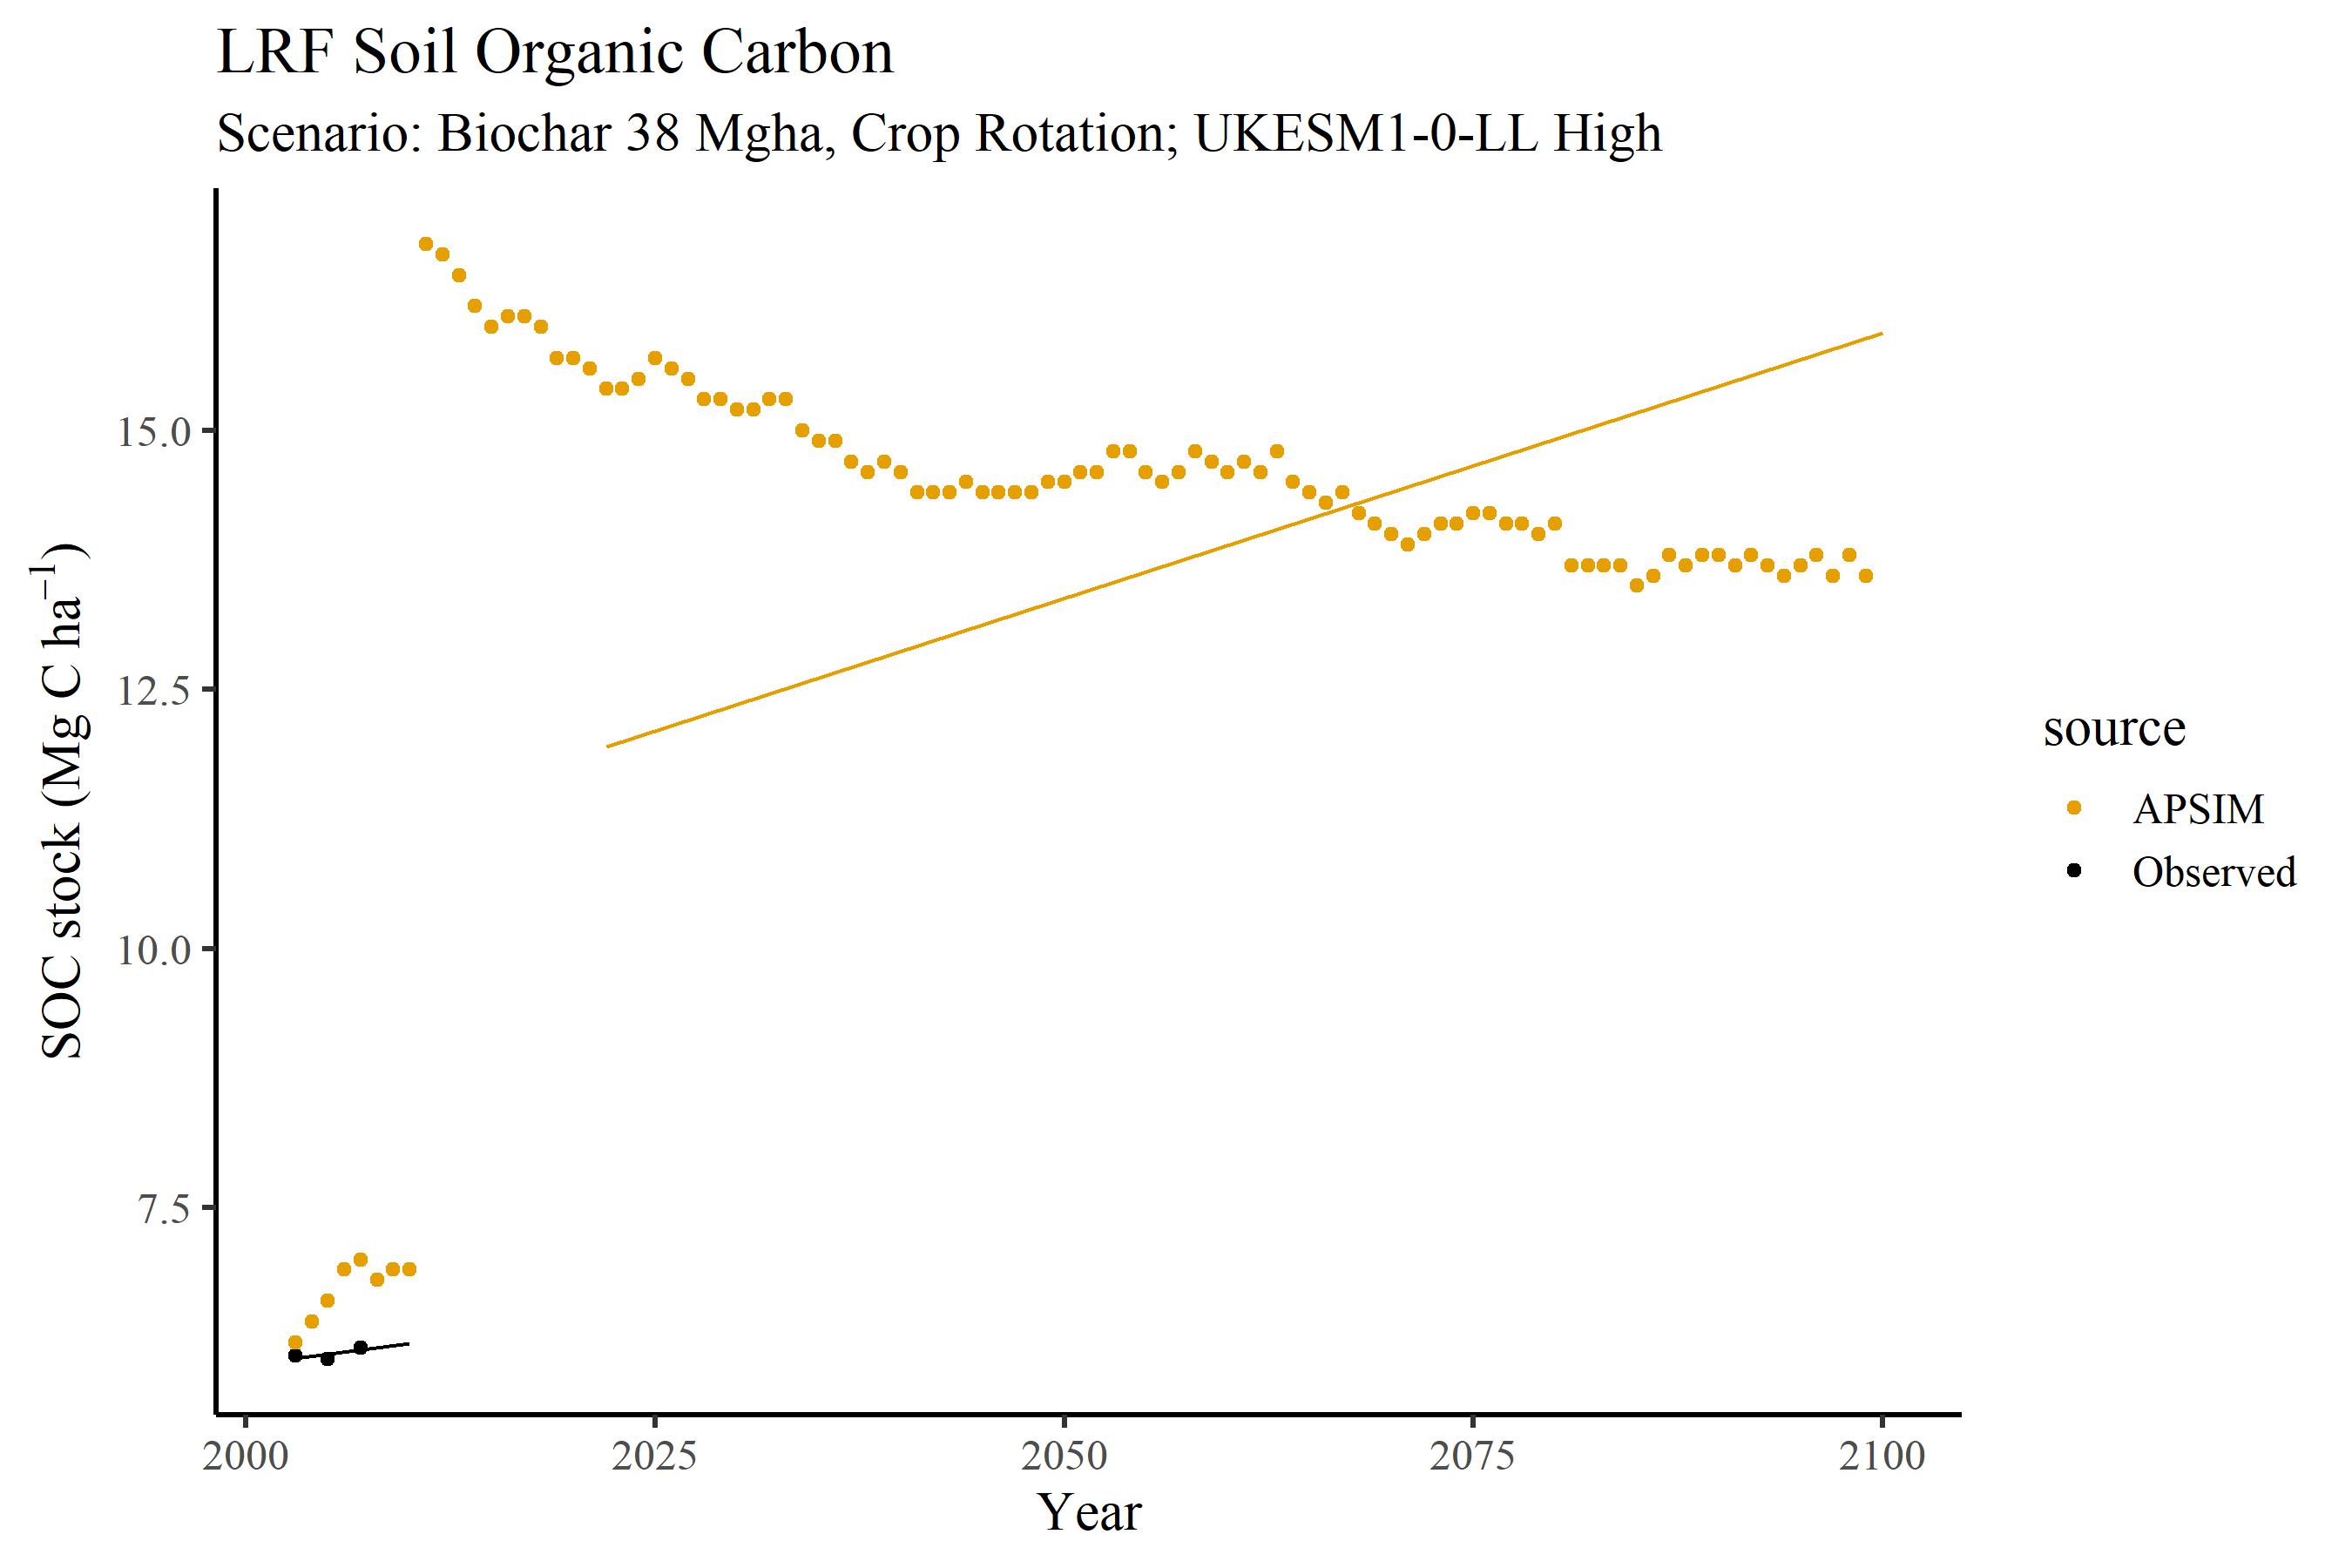 LRF Soil Organic Carbon
Scenario: Biochar 38 Mgha, Crop Rotation; UKESM1-0-LL High
SOC stock (Mg C ha⁻¹)
15.0
12.5
10.0
7.5
2000 2025 2050 2075 2100
Year
source
APSIM
Observed